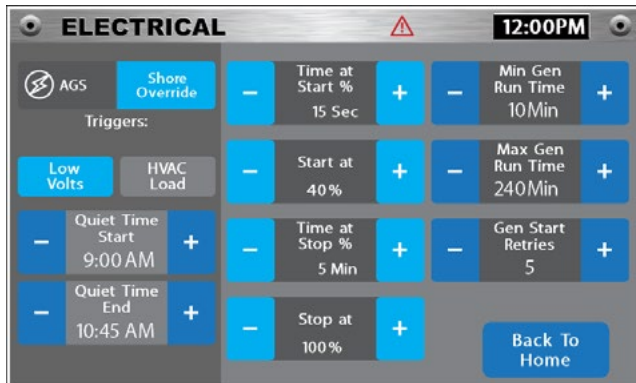 ELECTRICAL
12:00PM
AGS
Shore
Override
Triggers:
Low
Volts
HVAC
Load
–
Quiet Time
Start
9:00 AM
+
–
Quiet Time
End
10:45 AM
+
–
Time at
Start %
15 Sec
+
–
Start at
40%
+
–
Time at
Stop %
5 Min
+
–
Stop at
100%
+
–
Min Gen
Run Time
10Min
+
–
Max Gen
Run Time
240Min
+
–
Gen Start
Retries
5
+
Back To
Home